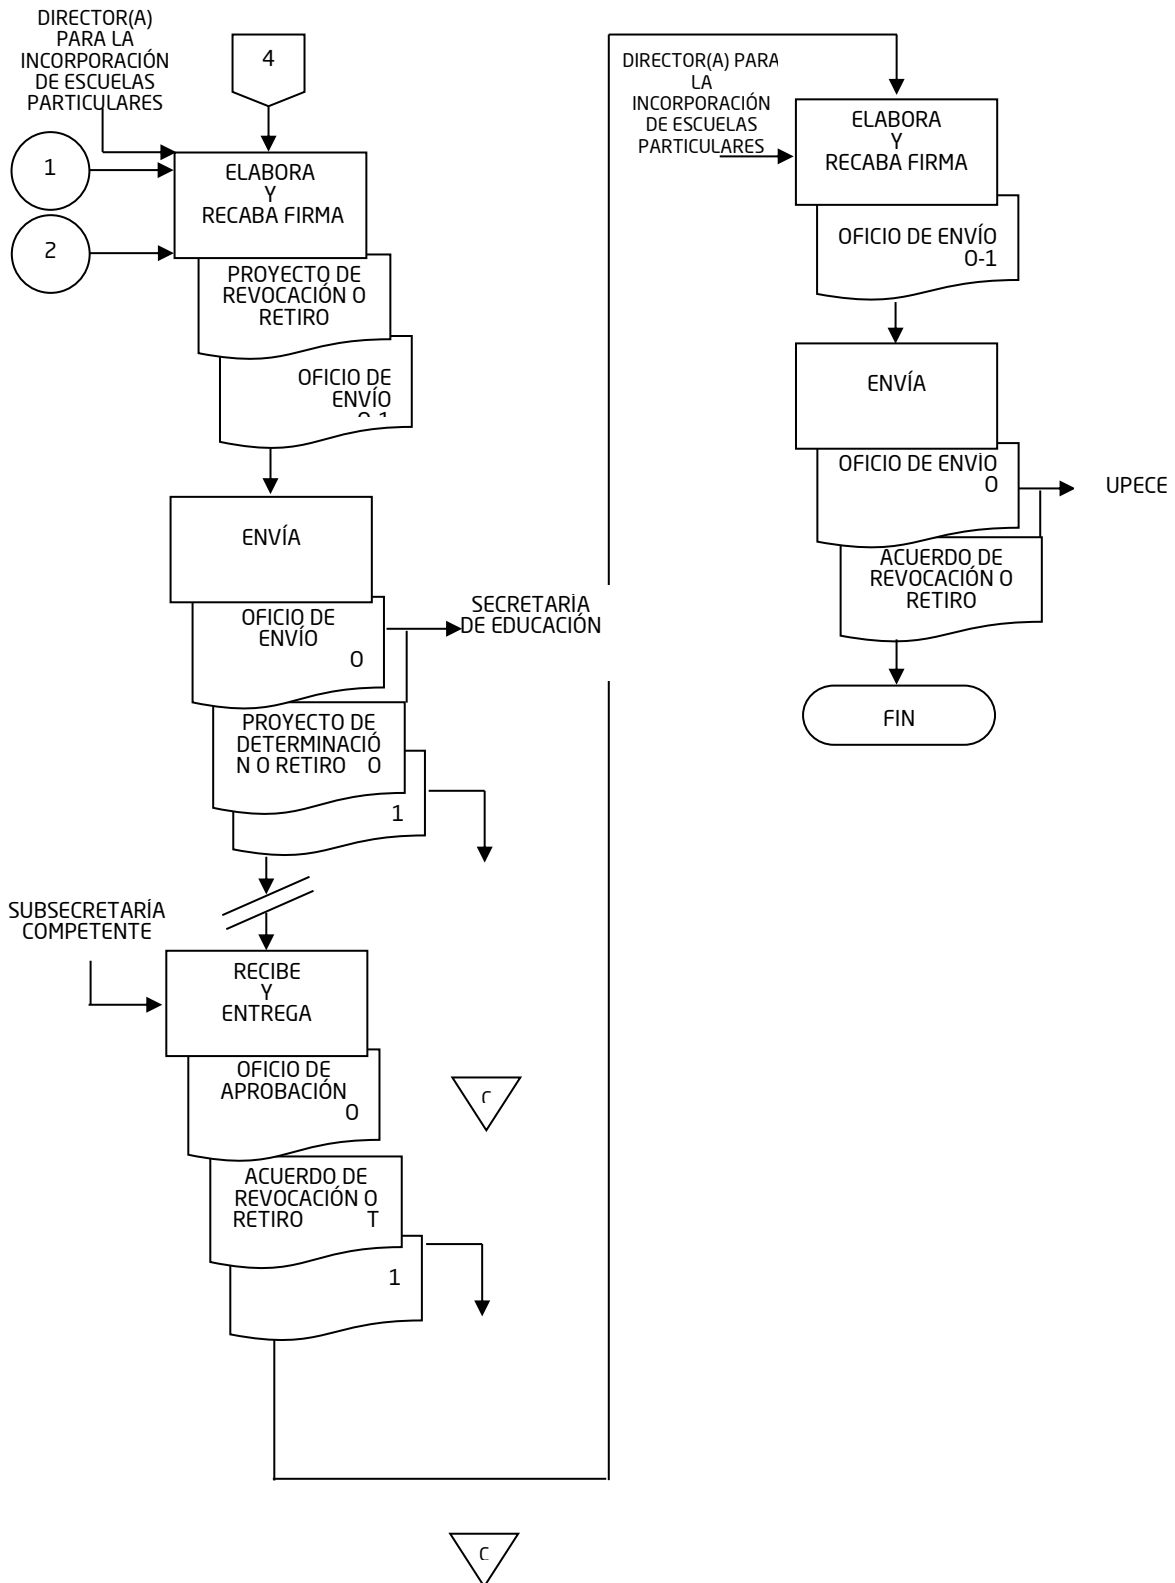 DIRECTOR(A)
PARA LA
INCORPORACIÓN
DE ESCUELAS
PARTICULARES
4
1
2
ELABORA
Y
RECABA FIRMA
PROYECTO DE
REVOCACIÓN O
RETIRO
OFICIO DE
ENVÍO
O-1
ENVÍA
OFICIO DE
ENVÍO
O
SECRETARÍA
DE EDUCACIÓN
PROYECTO DE
DETERMINACIÓ
N O RETIRO O
1
SUBSECRETARÍA
COMPETENTE
RECIBE
Y
ENTREGA
OFICIO DE
APROBACIÓN
O
C
ACUERDO DE
REVOCACIÓN O
RETIRO T
1
C
DIRECTOR(A) PARA
LA
INCORPORACIÓN
DE ESCUELAS
PARTICULARES
ELABORA
Y
RECABA FIRMA
OFICIO DE ENVÍO
O-1
ENVÍA
OFICIO DE ENVÍO
O
UPECE
ACUERDO DE
REVOCACIÓN O
RETIRO
FIN